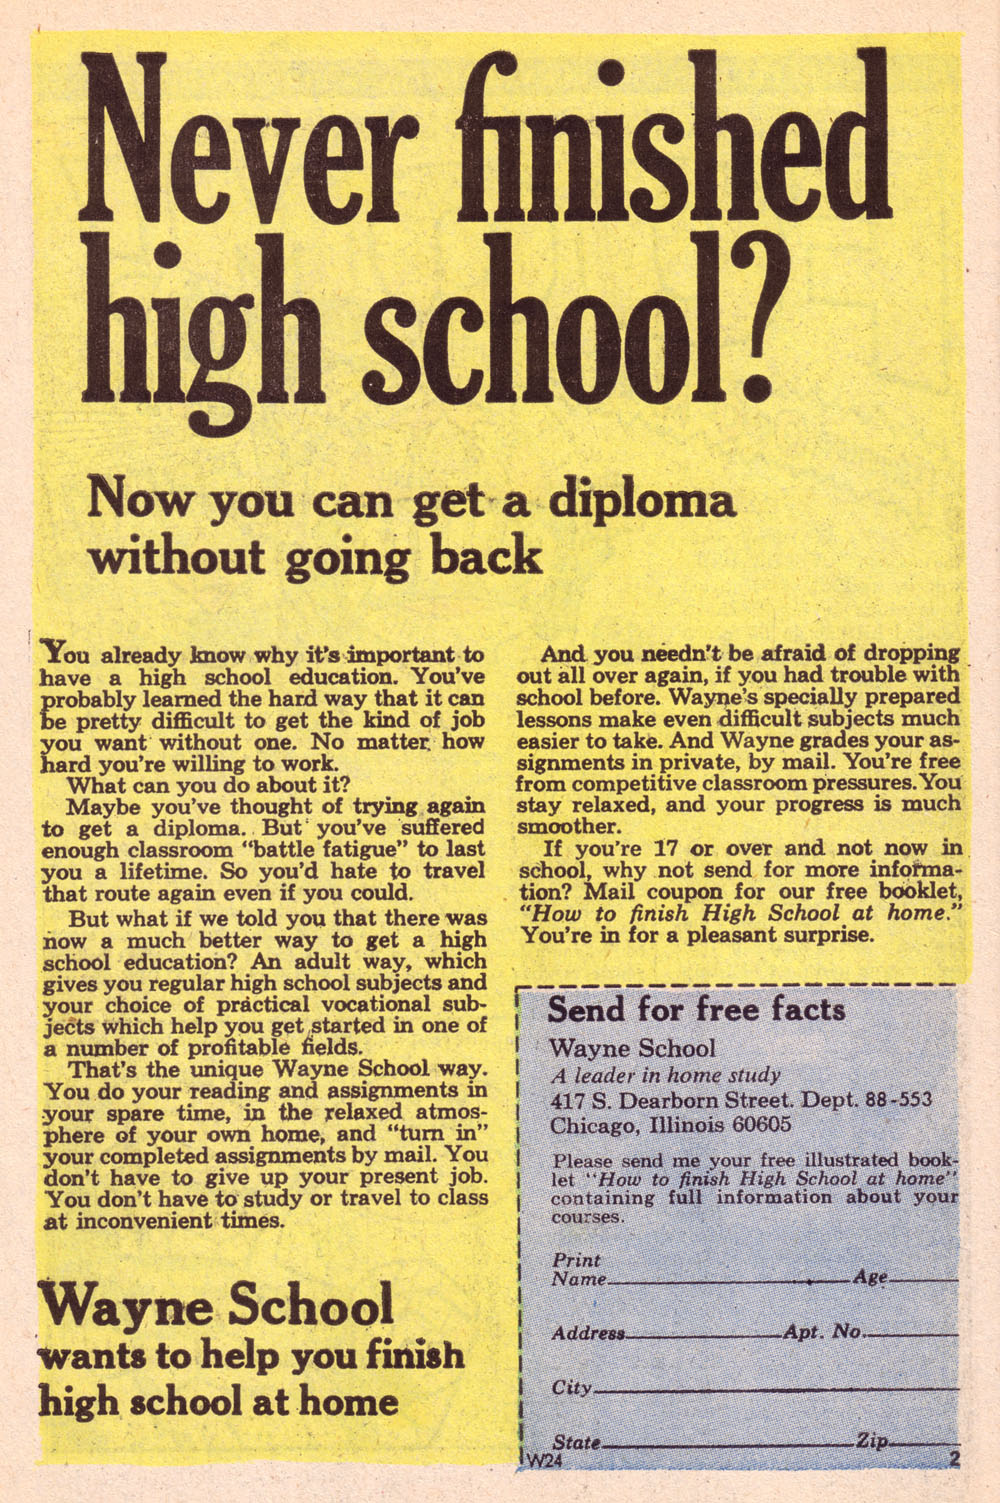 Never finished
high school?
Now you can get a diploma
without going back
You already know why it's important to
have a high school education. You've
probably learned the hard way that it can
be pretty difficult to get the kind of job
you want without one. No matter how
hard you're willing to work.
What can you do about it?
Maybe you've thought of trying again
to get a diploma. But you've suffered
enough classroom "battle fatigue" to last
you a lifetime. So you'd hate to travel
that route again even if you could.
But what if we told you that there was
now a much better way to get a high
school education? An adult way, which
gives you regular high school subjects and
your choice of practical vocational sub-
jects which help you get started in one of
a number of profitable fields.
That's the unique Wayne School way.
You do your reading and assignments in
your spare time, in the relaxed atmos-
phere of your own home, and "turn in"
your completed assignments by mail. You
don't have to give up your present job.
You don't have to study or travel to class
at inconvenient times.
Wayne School
wants to help you finish
high school at home
And you needn't be afraid of dropping
out all over again, if you had trouble with
school before. Wayne's specially prepared
lessons make even difficult subjects much
easier to take. And Wayne grades your as-
signments in private, by mail. You're free
from competitive classroom pressures. You
stay relaxed, and your progress is much
smoother.
If you're 17 or over and not now in
school, why not send for more informa-
tion? Mail coupon for our free booklet,
"How to finish High School at home."
You're in for a pleasant surprise.
Send for free facts
Wayne School
A leader in home study
417 S. Dearborn Street. Dept. 88-553
Chicago, Illinois 60605
Please send me your free illustrated book-
let "How to finish High School at home"
containing full information about your
courses.
Print
Name Age
Address Apt. No.
City
State Zip
W24 2